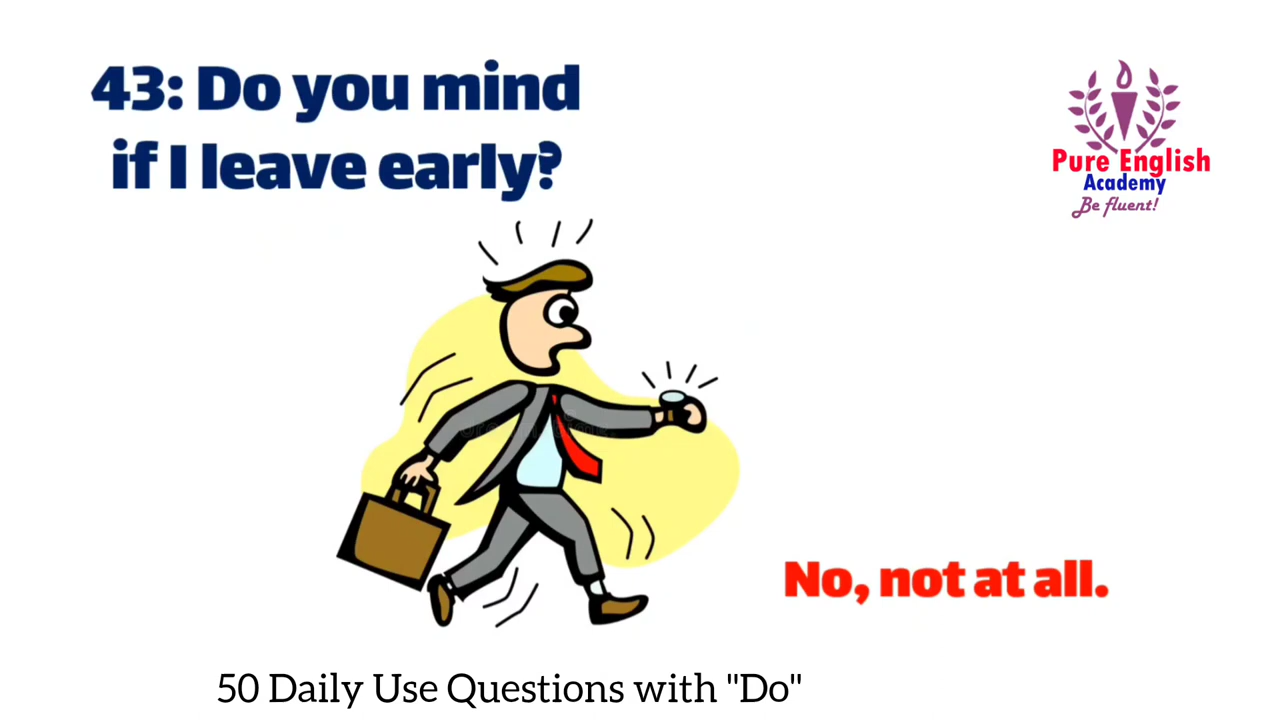 43: Do you mind
if I leave early?
Pure English
Academy
Be fluent!
No, not at all.
50 Daily Use Questions with "Do"